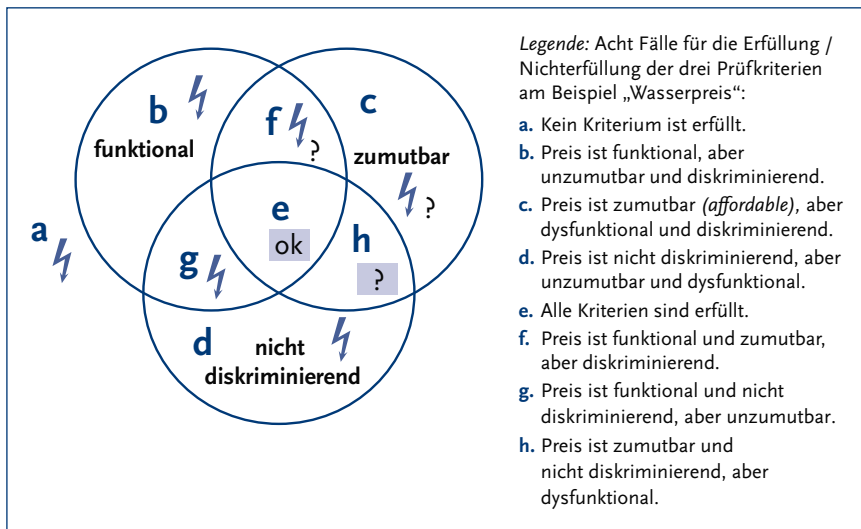 b
funktional
f
?
c
zumutbar
?
a
e
ok
g
h
?
d
nicht
diskriminierend
Legende: Acht Fälle für die Erfüllung /
Nichterfüllung der drei Prüfkriterien
am Beispiel „Wasserpreis“:
a. Kein Kriterium ist erfüllt.
b. Preis ist funktional, aber
unzumutbar und diskriminierend.
c. Preis ist zumutbar (affordable), aber
dysfunktional und diskriminierend.
d. Preis ist nicht diskriminierend, aber
unzumutbar und dysfunktional.
e. Alle Kriterien sind erfüllt.
f. Preis ist funktional und zumutbar,
aber diskriminierend.
g. Preis ist funktional und nicht
diskriminierend, aber unzumutbar.
h. Preis ist zumutbar und
nicht diskriminierend, aber
dysfunktional.